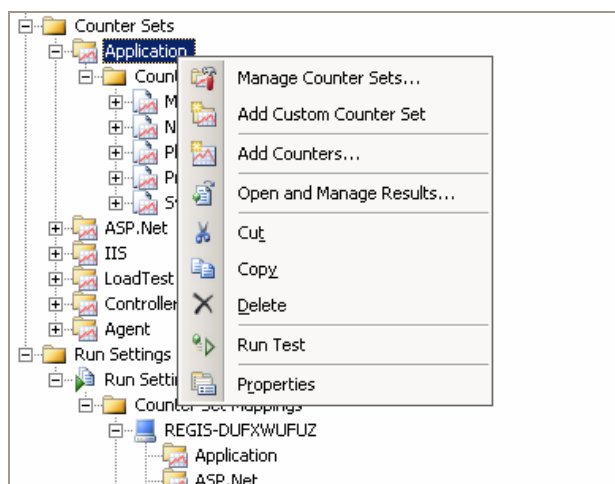 Counter Sets
Application
Manage Counter Sets...
Add Custom Counter Set
Add Counters...
Open and Manage Results...
Cut
Copy
Delete
Run Test
Properties
ASP.Net
IIS
LoadTest
Controller
Agent
Run Settings
REGIS-DUFXWUFUZ
Application
ASP.Net